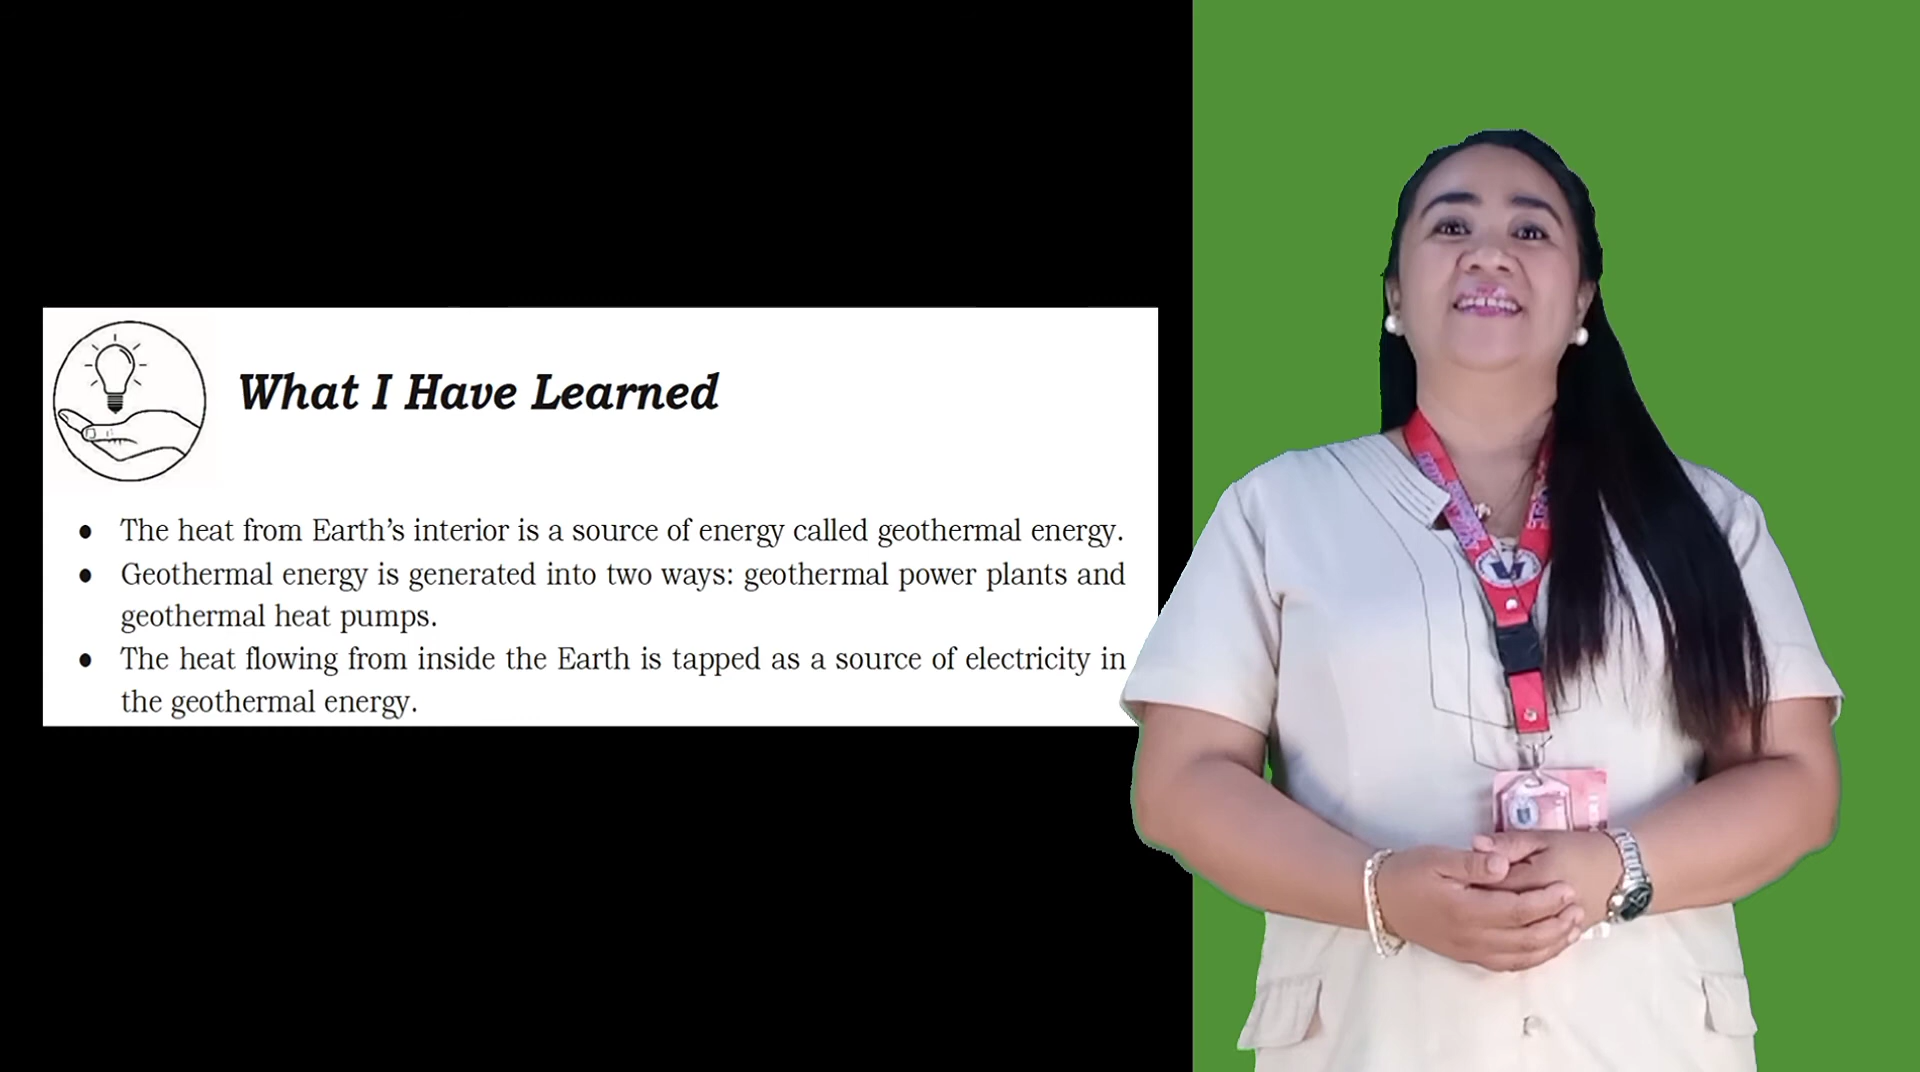 What I Have Learned
● The heat from Earth’s interior is a source of energy called geothermal energy.
● Geothermal energy is generated into two ways: geothermal power plants and
geothermal heat pumps.
● The heat flowing from inside the Earth is tapped as a source of electricity in
the geothermal energy.